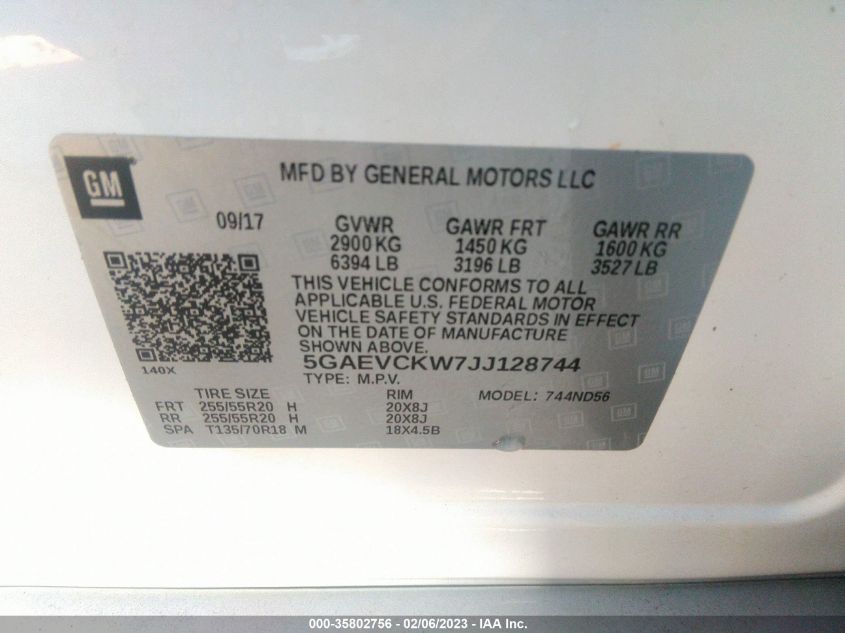 GM
MFD BY GENERAL MOTORS LLC
09/17 GVWR GAWR FRT GAWR RR
2900 KG 1450 KG 1600 KG
6394 LB 3196 LB 3527 LB
THIS VEHICLE CONFORMS TO ALL
APPLICABLE U.S. FEDERAL MOTOR
VEHICLE SAFETY STANDARDS IN EFFECT
ON THE DATE OF MANUFACTURE
SHOWN ABOVE.
140X
5GAEVCKW7JJ128744
TYPE: M.P.V.
TIRE SIZE RIM MODEL: 744ND56
FRT 255/55R20 H 20X8J
RR 255/55R20 H 20X8J
SPA T135/70R18 M 18X4.5B
000-35802756 — 02/06/2023 — IAA Inc.